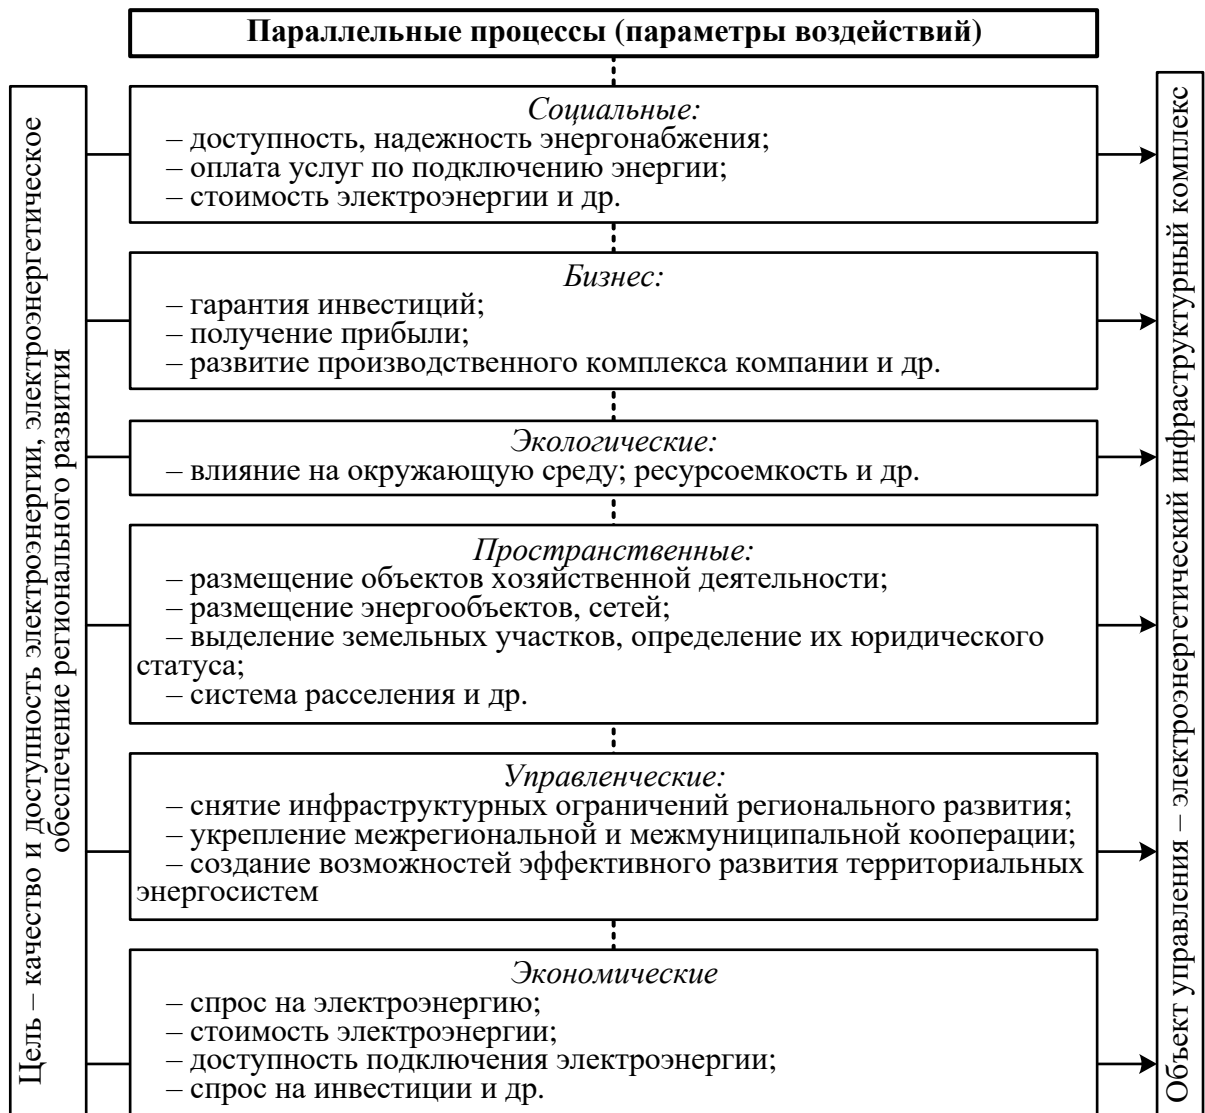 Параллельные процессы (параметры воздействий)
Цель – качество и доступность электроэнергии, электроэнергетическое
обеспечение регионального развития
Социальные:
– доступность, надежность энергонабжения;
– оплата услуг по подключению энергии;
– стоимость электроэнергии и др.
Бизнес:
– гарантия инвестиций;
– получение прибыли;
– развитие производственного комплекса компании и др.
Экологические:
– влияние на окружающую среду; ресурсоемкость и др.
Пространственные:
– размещение объектов хозяйственной деятельности;
– размещение энергообъектов, сетей;
– выделение земельных участков, определение их юридического
статуса;
– система расселения и др.
Управленческие:
– снятие инфраструктурных ограничений регионального развития;
– укрепление межрегиональной и межмуниципальной кооперации;
– создание возможностей эффективного развития территориальных
энергосистем
Экономические
– спрос на электроэнергию;
– стоимость электроэнергии;
– доступность подключения электроэнергии;
– спрос на инвестиции и др.
Объект управления – электроэнергетический инфраструктурный комплекс